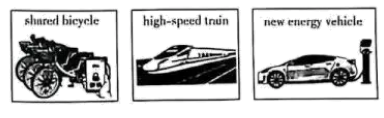 shared bicycle
high-speed train
new energy vehicle